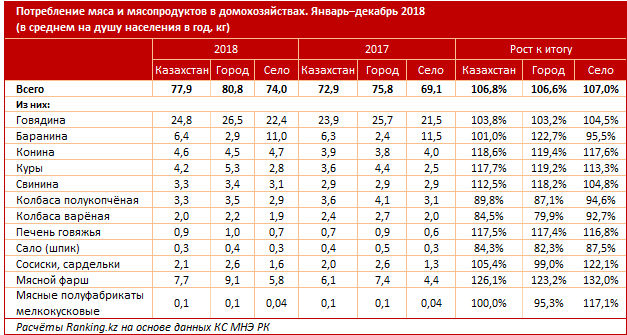 Потребление мяса и мясопродуктов в домохозяйствах. Январь–декабрь 2018
(в среднем на душу населения в год, кг)
2018 2017 Рост к итогу
Казахстан Город Село Казахстан Город Село Казахстан Город Село
Всего 77,9 80,8 74,0 72,9 75,8 69,1 106,8% 106,6% 107,0%
Из них:
Говядина 24,8 26,5 22,4 23,9 25,7 21,5 103,8% 103,2% 104,5%
Баранина 6,4 2,9 11,0 6,3 2,4 11,5 101,0% 122,7% 95,5%
Конина 4,6 4,5 4,7 3,9 3,8 4,0 118,6% 119,4% 117,6%
Куры 4,2 5,3 2,8 3,6 4,4 2,5 117,7% 119,2% 113,3%
Свинина 3,3 3,4 3,1 2,9 2,9 2,9 112,5% 118,2% 104,8%
Колбаса полукопчёная 3,3 3,5 2,9 3,6 4,1 3,1 89,8% 87,1% 94,6%
Колбаса варёная 2,0 2,2 1,9 2,4 2,7 2,0 84,5% 79,9% 92,7%
Печень говяжья 0,9 1,0 0,7 0,7 0,9 0,6 117,5% 117,4% 116,8%
Сало (шпик) 0,3 0,4 0,3 0,4 0,5 0,3 84,3% 82,3% 87,5%
Сосиски, сардельки 2,1 2,6 1,6 2,0 2,6 1,3 105,4% 99,0% 122,1%
Мясной фарш 7,7 9,1 5,8 6,1 7,4 4,4 126,1% 123,2% 132,0%
Мясные полуфабрикаты
мелкокусковые 0,1 0,1 0,04 0,1 0,1 0,04 100,0% 95,3% 117,1%
Расчёты Ranking.kz на основе данных КС МНЭ РК